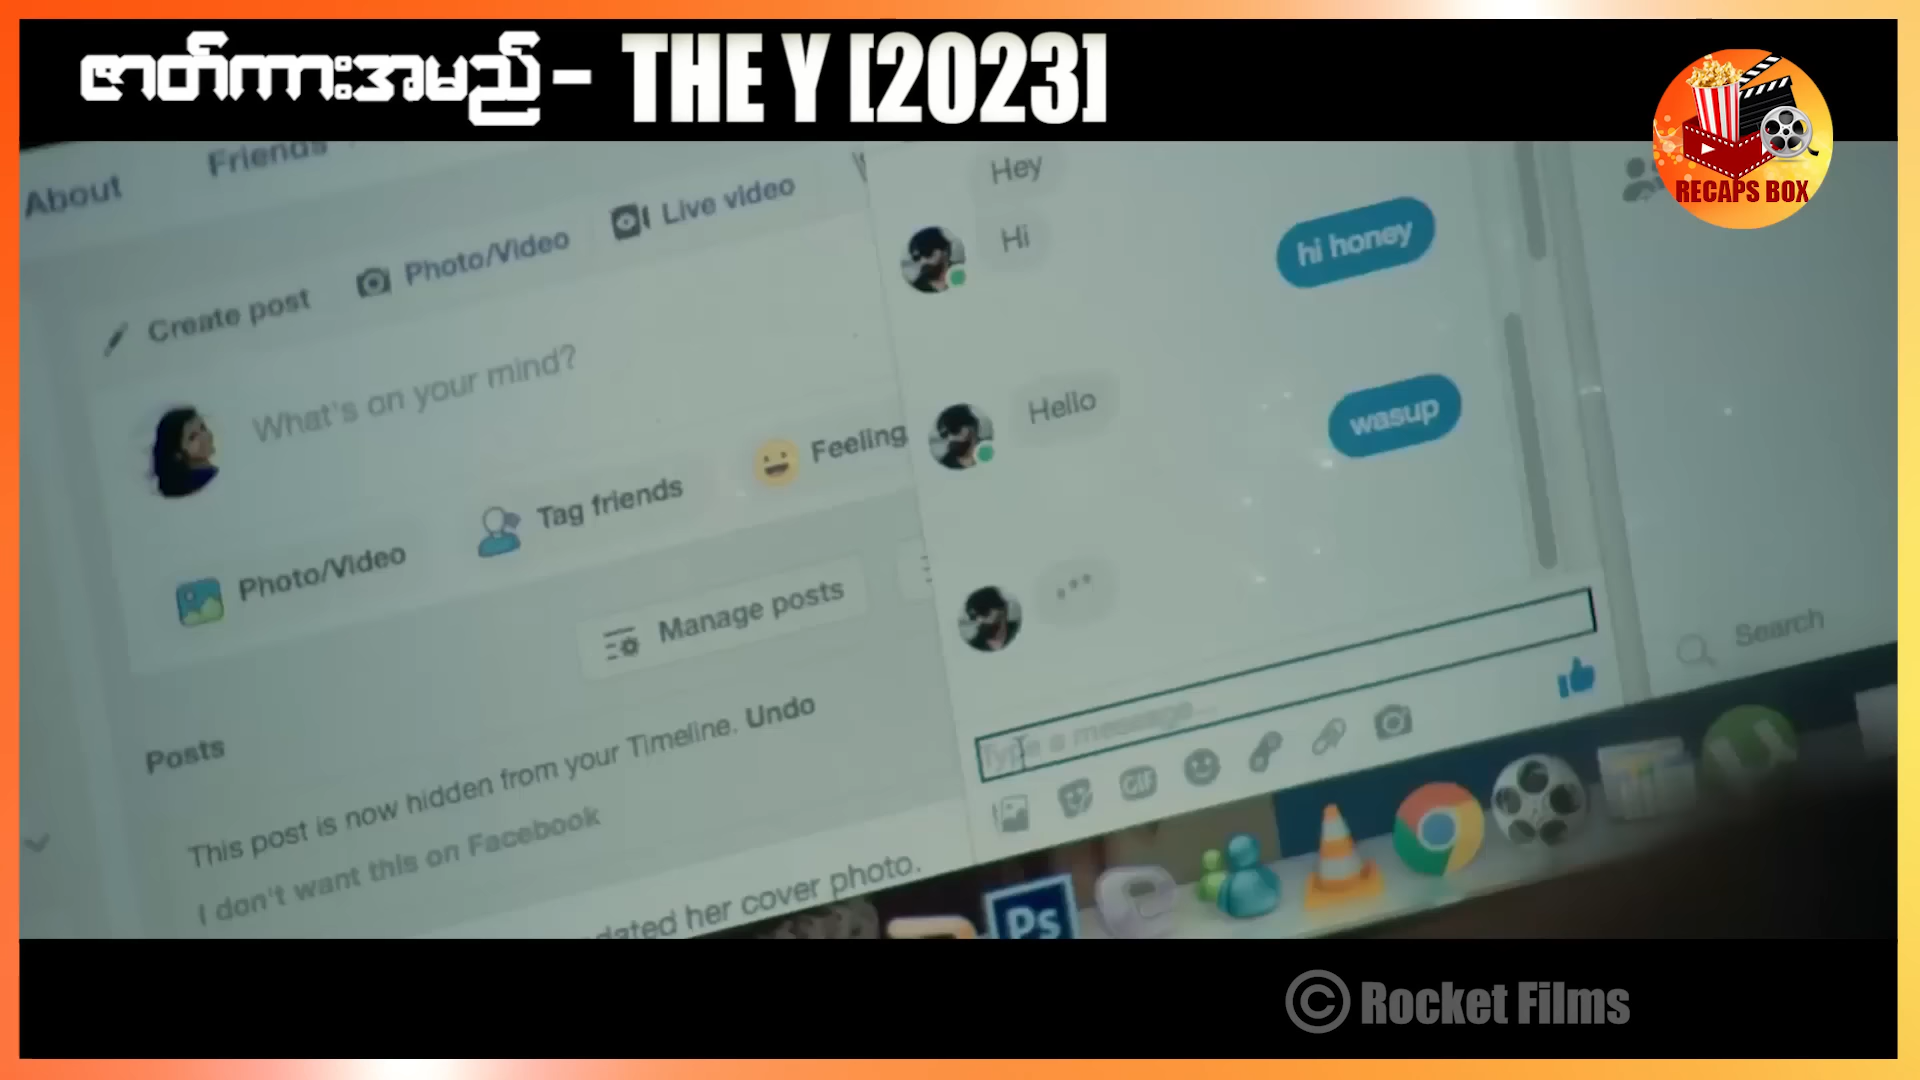 ဇာတ်ကားအမည် - THE Y [2023]
RECAPS BOX
About
Friends
Create post
Photo/Video
Live video
What's on your mind?
Photo/Video
Tag friends
Feeling
Manage posts
Posts
This post is now hidden from your Timeline. Undo
I don't want this on Facebook
dated her cover photo.
Hey
Hi
hi honey
Hello
wasup
...
Type a message...
GIF
Search
Ps
© Rocket Films